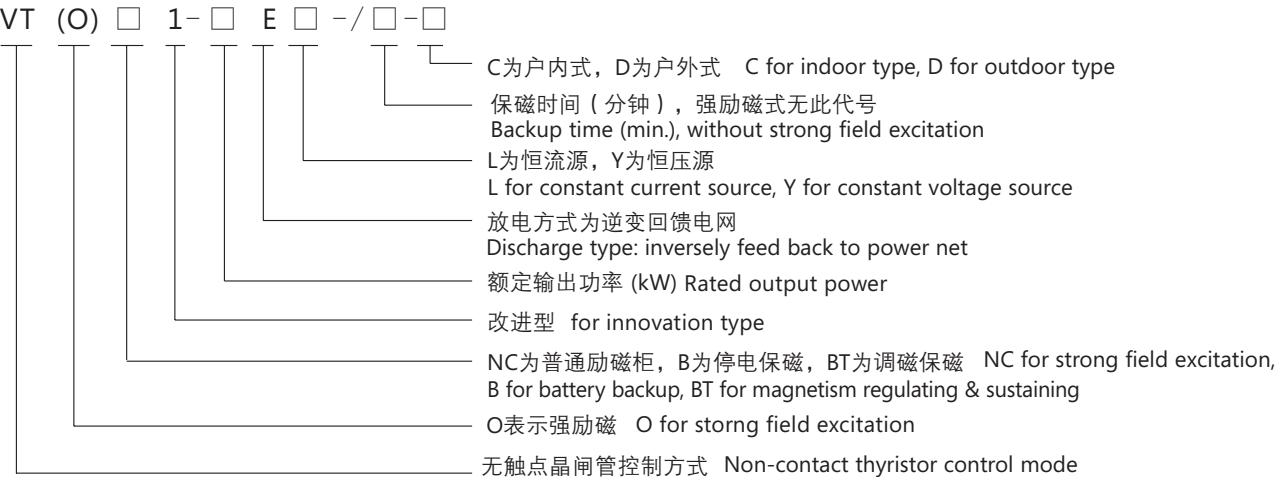 VT (O) □ 1-□ E □ -/□-□
C为户内式，D为户外式 C for indoor type, D for outdoor type
保磁时间（分钟），强励磁式无此代号
Backup time (min.), without strong field excitation
L为恒流源，Y为恒压源
L for constant current source, Y for constant voltage source
放电方式为逆变回馈电网
Discharge type: inversely feed back to power net
额定输出功率 (kW) Rated output power
改进型 for innovation type
NC为普通励磁柜，B为停电保磁，BT为调磁保磁 NC for strong field excitation,
B for battery backup, BT for magnetism regulating & sustaining
O表示强励磁 O for storng field excitation
无触点晶闸管控制方式 Non-contact thyristor control mode